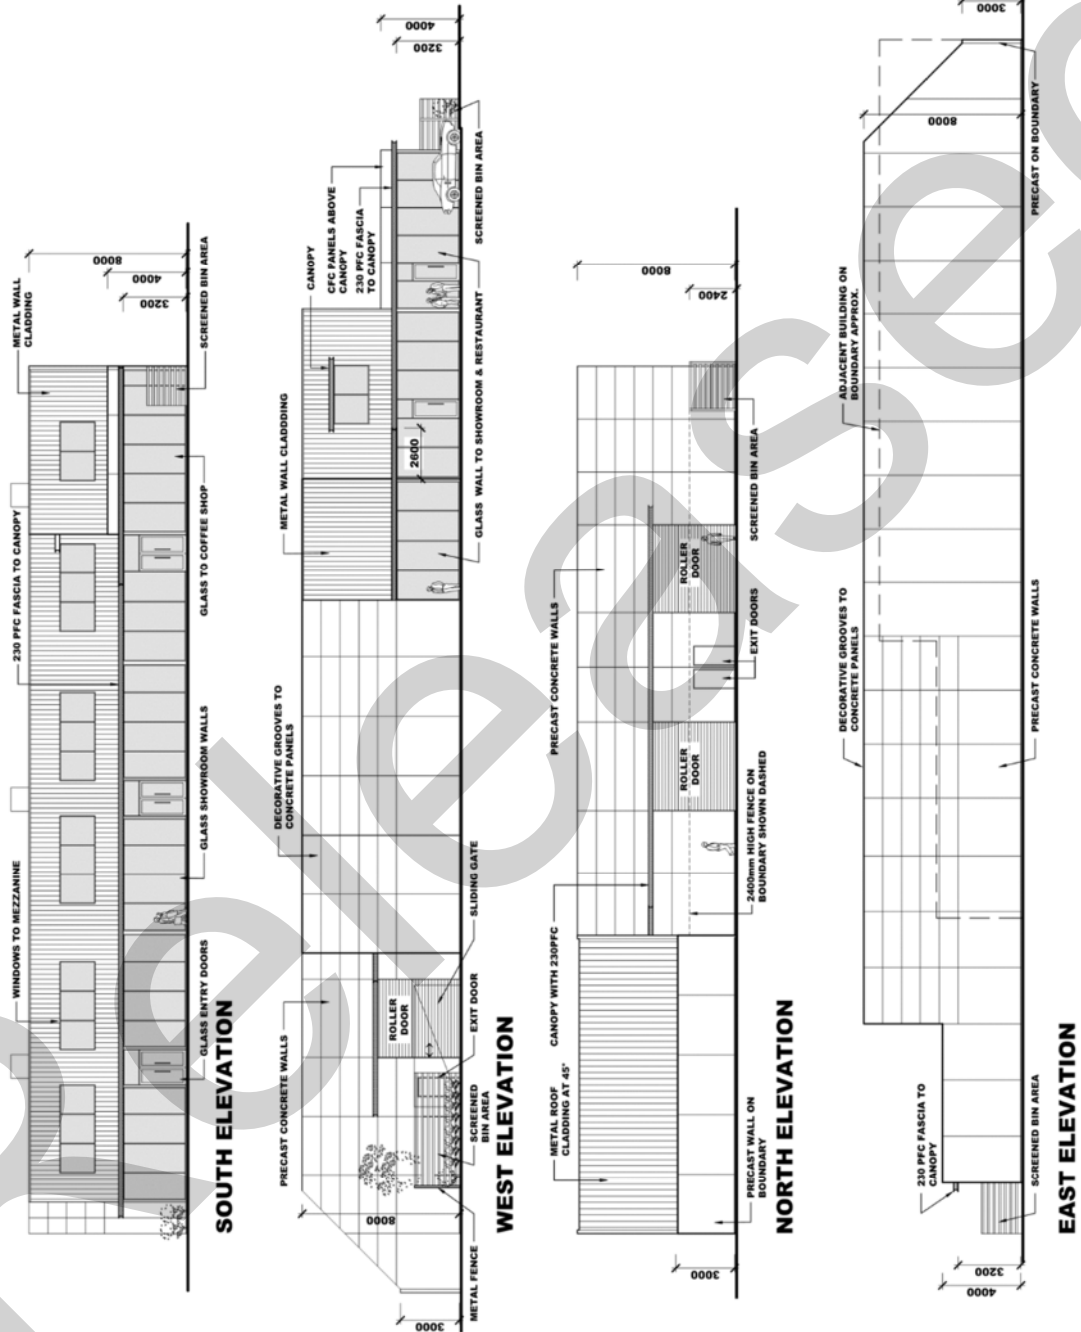 METAL WALL
CLADDING
230 PFC FASCIA TO CANOPY
WINDOWS TO MEZZANINE
8000
4000
3200
SCREENED BIN AREA
GLASS TO COFFEE SHOP
GLASS SHOWROOM WALLS
GLASS ENTRY DOORS
SOUTH ELEVATION
4000
3200
CANOPY
CFC PANELS ABOVE
CANOPY
230 PFC FASCIA
TO CANOPY
METAL WALL CLADDDING
DECORATIVE GROOVES TO
CONCRETE PANELS
PRECAST CONCRETE WALLS
2600
ROLLER
DOOR
8000
3000
SCREENED BIN AREA
GLASS WALL TO SHOWROOM & RESTAURANT
SLIDING GATE
EXIT DOOR
SCREENED
BIN AREA
METAL FENCE
WEST ELEVATION
8000
2400
PRECAST CONCRETE WALLS
CANOPY WITH 230PFC
METAL ROOF
CLADDING AT 45°
ROLLER
DOOR
ROLLER
DOOR
SCREENED BIN AREA
EXIT DOORS
2400mm HIGH FENCE ON
BOUNDARY SHOWN DASHED
PRECAST WALL ON
BOUNDARY
3000
NORTH ELEVATION
3000
8000
ADJACENT BUILDING ON
BOUNDARY APPROX.
DECORATIVE GROOVES TO
CONCRETE PANELS
230 PFC FASCIA TO
CANOPY
PRECAST ON BOUNDARY
PRECAST CONCRETE WALLS
SCREENED BIN AREA
3200
4000
EAST ELEVATION